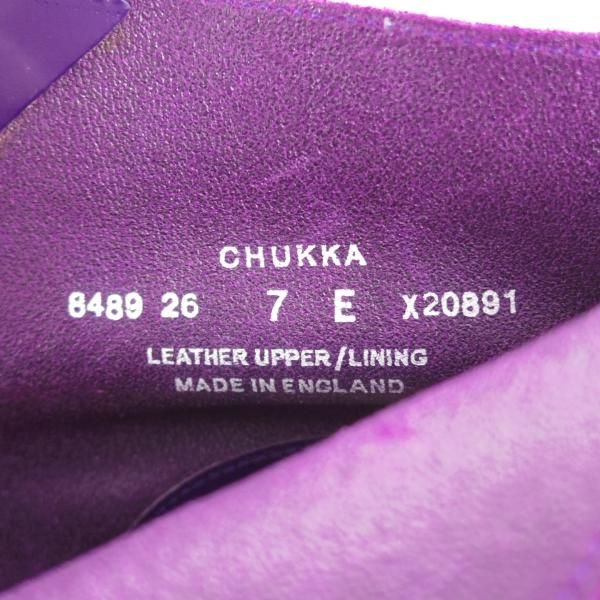 CHUKKA
8489 26 7 E X20891
LEATHER UPPER/LINING
MADE IN ENGLAND